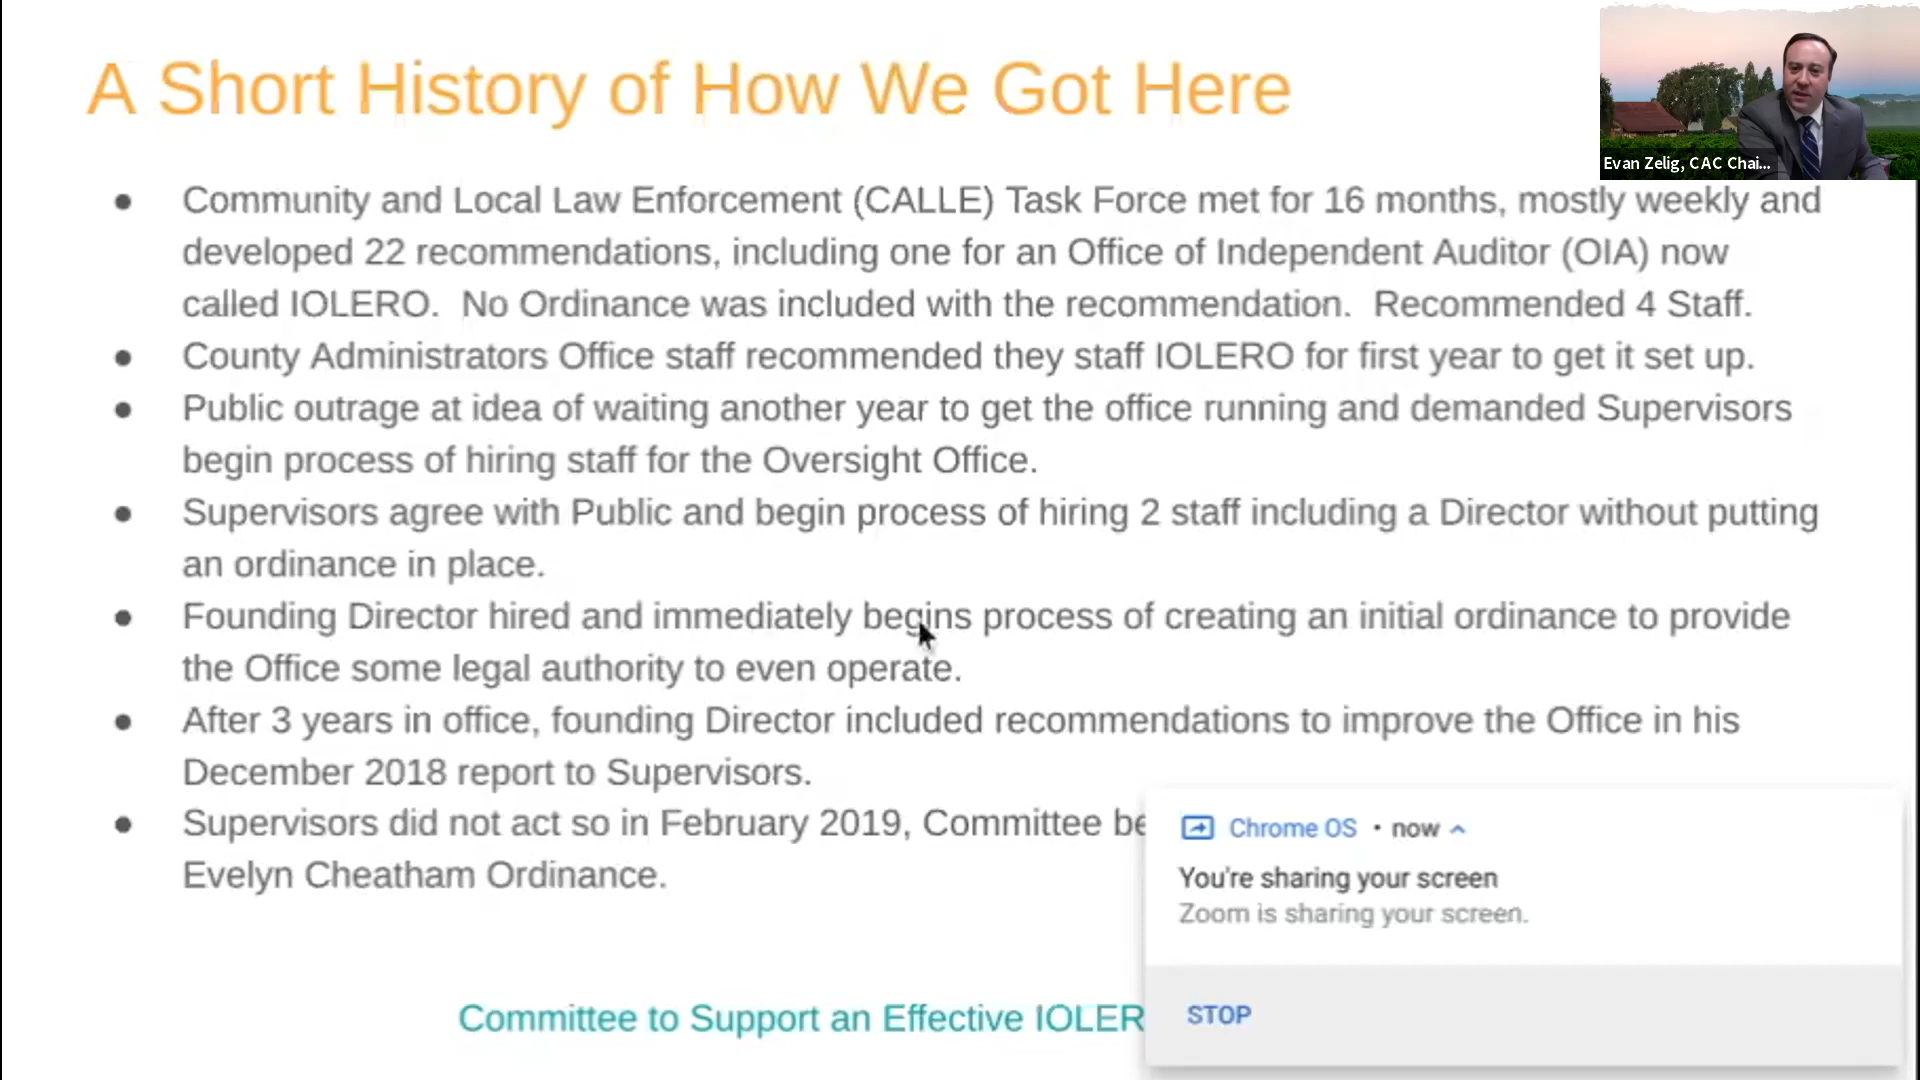 A Short History of How We Got Here
Evan Zelig, CAC Chai...
● Community and Local Law Enforcement (CALLE) Task Force met for 16 months, mostly weekly and
developed 22 recommendations, including one for an Office of Independent Auditor (OIA) now
called IOLERO. No Ordinance was included with the recommendation. Recommended 4 Staff.
● County Administrators Office staff recommended they staff IOLERO for first year to get it set up.
● Public outrage at idea of waiting another year to get the office running and demanded Supervisors
begin process of hiring staff for the Oversight Office.
● Supervisors agree with Public and begin process of hiring 2 staff including a Director without putting
an ordinance in place.
● Founding Director hired and immediately begins process of creating an initial ordinance to provide
the Office some legal authority to even operate.
● After 3 years in office, founding Director included recommendations to improve the Office in his
December 2018 report to Supervisors.
● Supervisors did not act so in February 2019, Committee be
Evelyn Cheatham Ordinance.
Chrome OS • now
You're sharing your screen
Zoom is sharing your screen.
STOP
Committee to Support an Effective IOLER